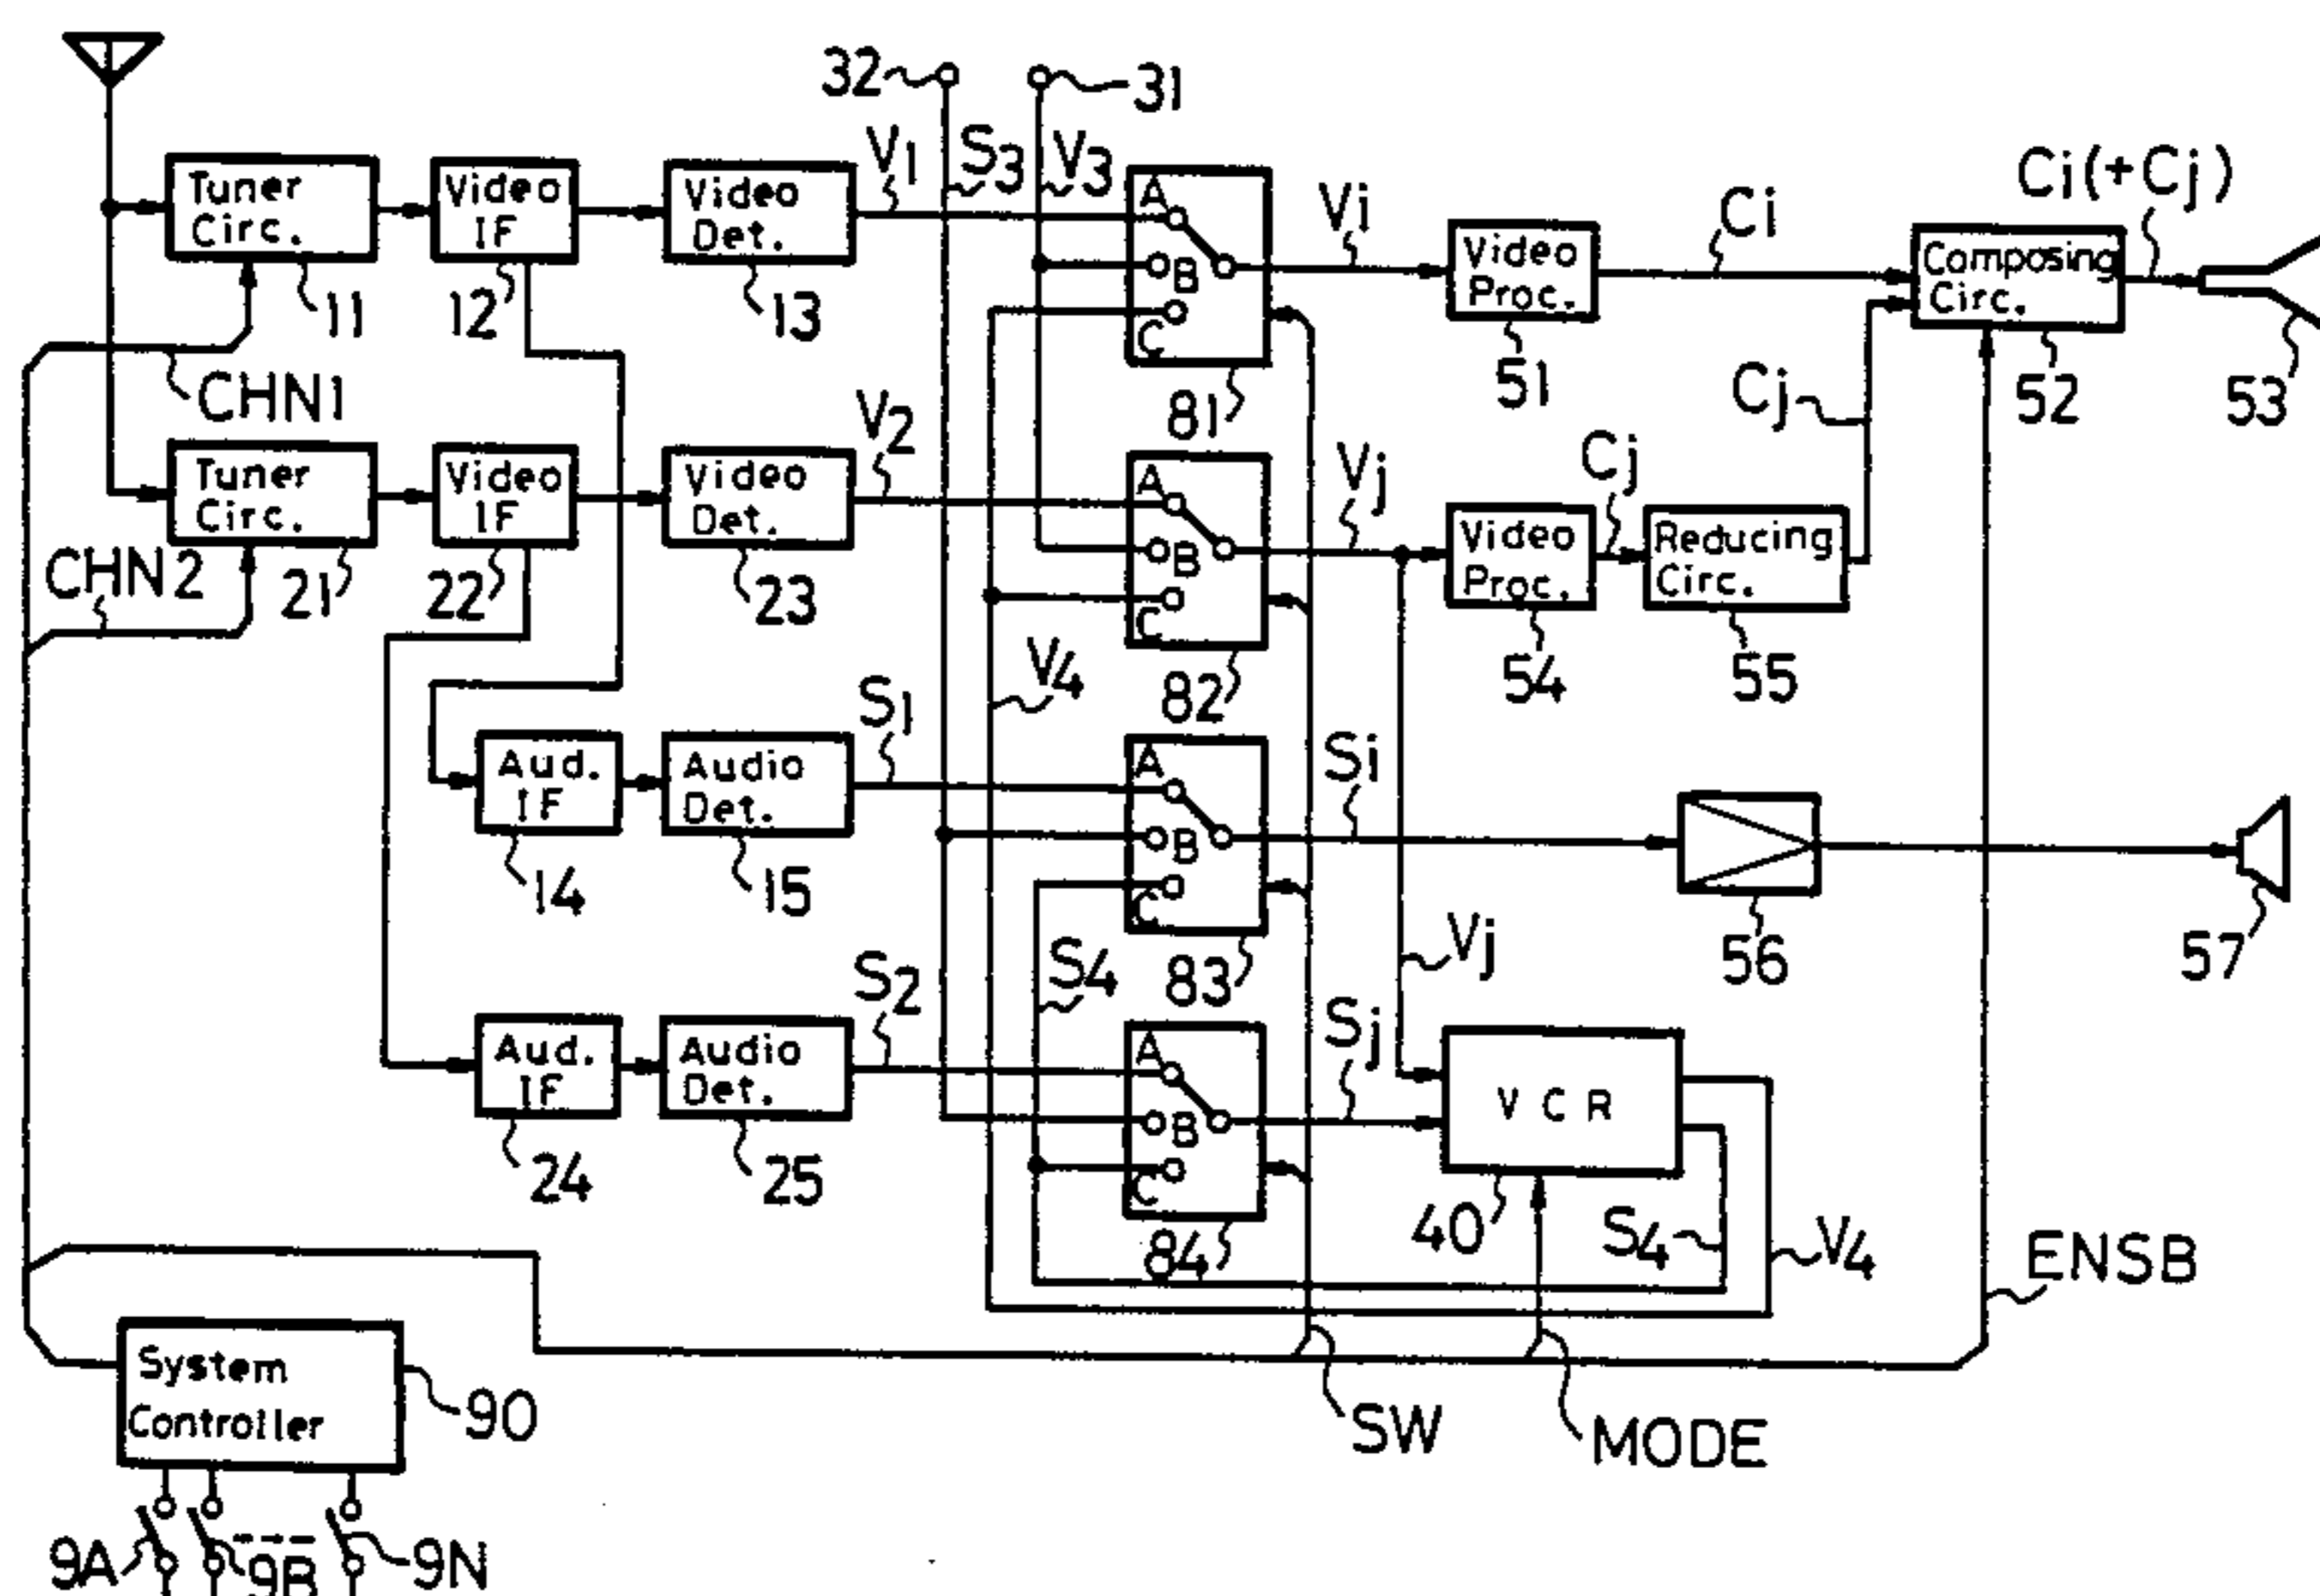 32
31
V1
S3
V3
Ci(+Cj)
Tuner
Circ.
Video
IF
Video
Det.
A
B
C
Vi
Video
Proc.
Ci
Composing
Circ.
11
12
13
81
51
Cj
52
53
CHN1
V2
Tuner
Circ.
Video
IF
Video
Det.
A
B
C
Vj
Video
Proc.
Cj
Reducing
Circ.
CHN2
21
22
23
V4
82
54
55
S1
Aud.
IF
Audio
Det.
A
B
C
Si
14
15
83
56
57
S2
S4
Vj
Aud.
IF
Audio
Det.
A
B
C
Sj
VCR
24
25
84
40
S4
V4
ENSB
System
Controller
90
SW
MODE
9A
9B
9N